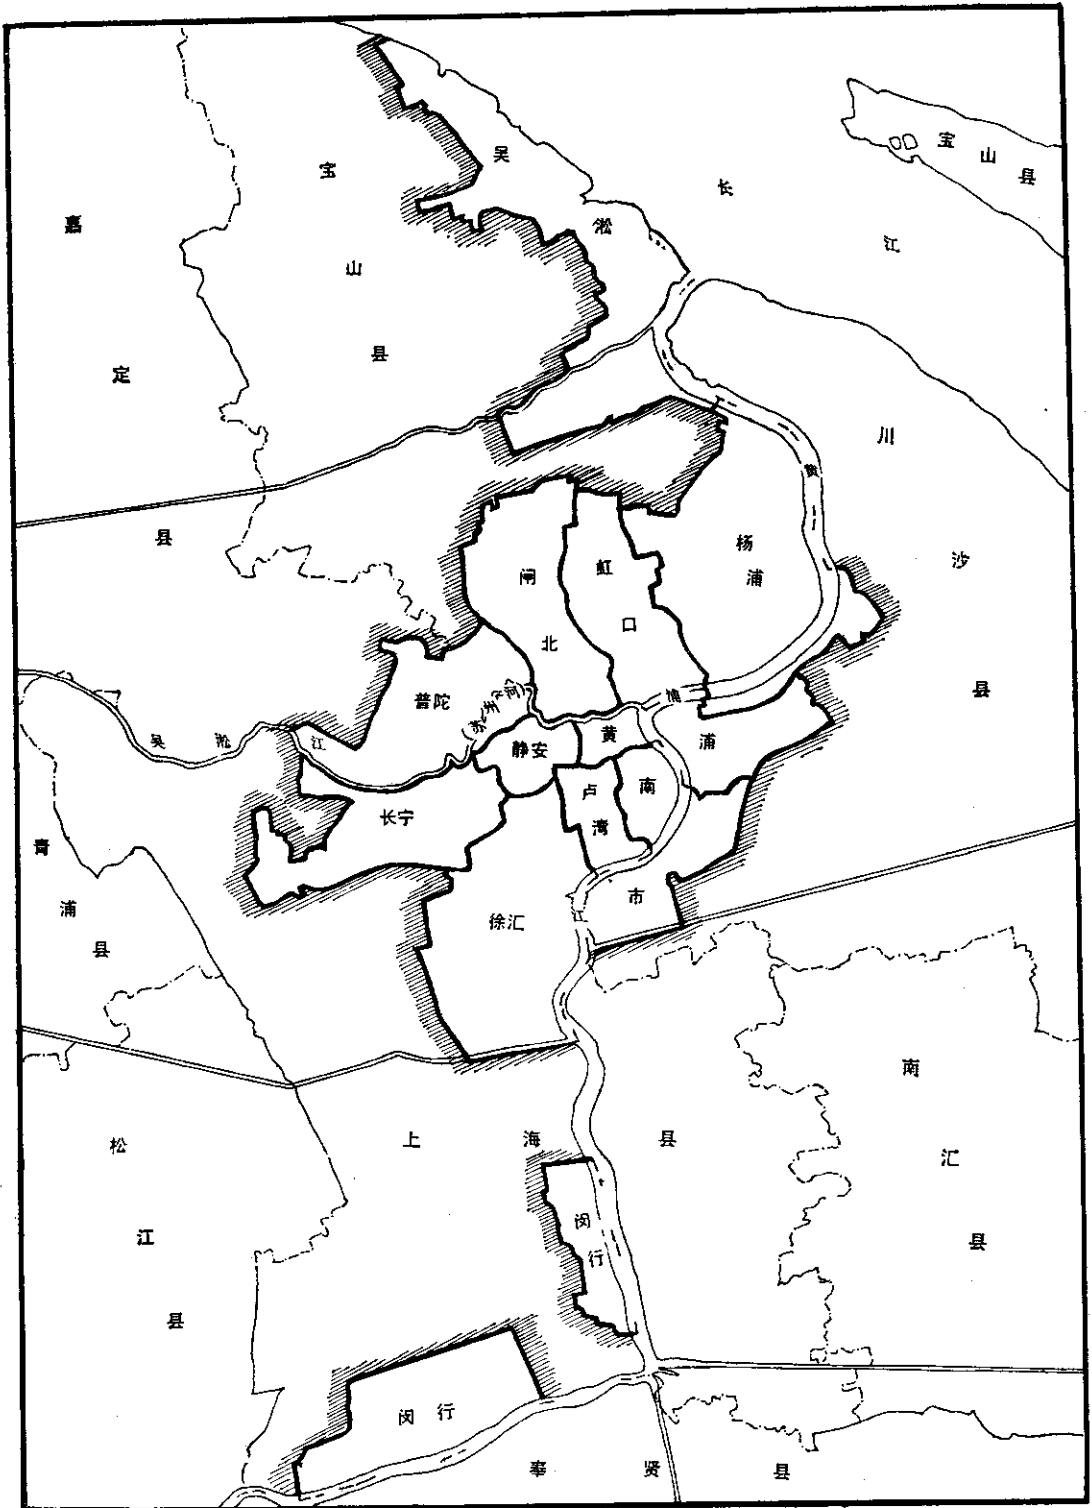 嘉定县
宝山县
吴淞
长江
宝山县
川沙县
黄浦
杨浦
虹口
闸北
普陀
苏州河
吴淞江
静安
黄浦
南市
卢湾
长宁
徐汇
青浦县
松江县
上海县
南汇县
闵行
闵行
奉贤县